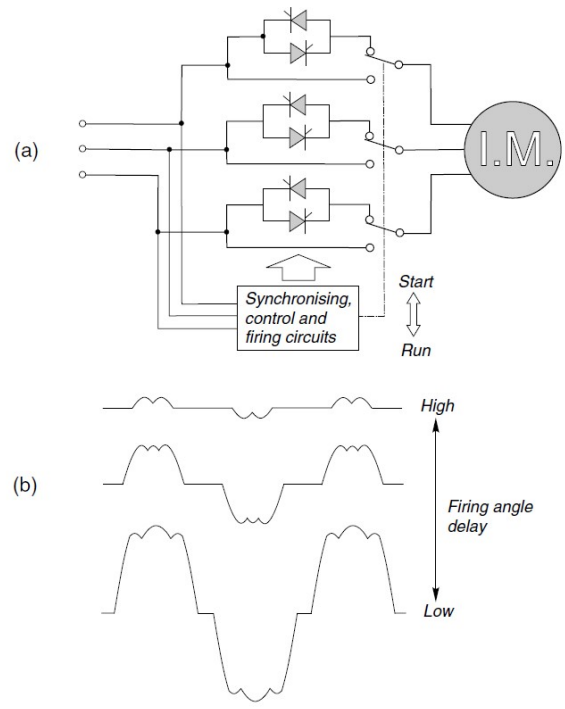 (a)
I.M.
Start
Synchronising,
control and
firing circuits
Run
High
(b)
Firing angle
delay
Low